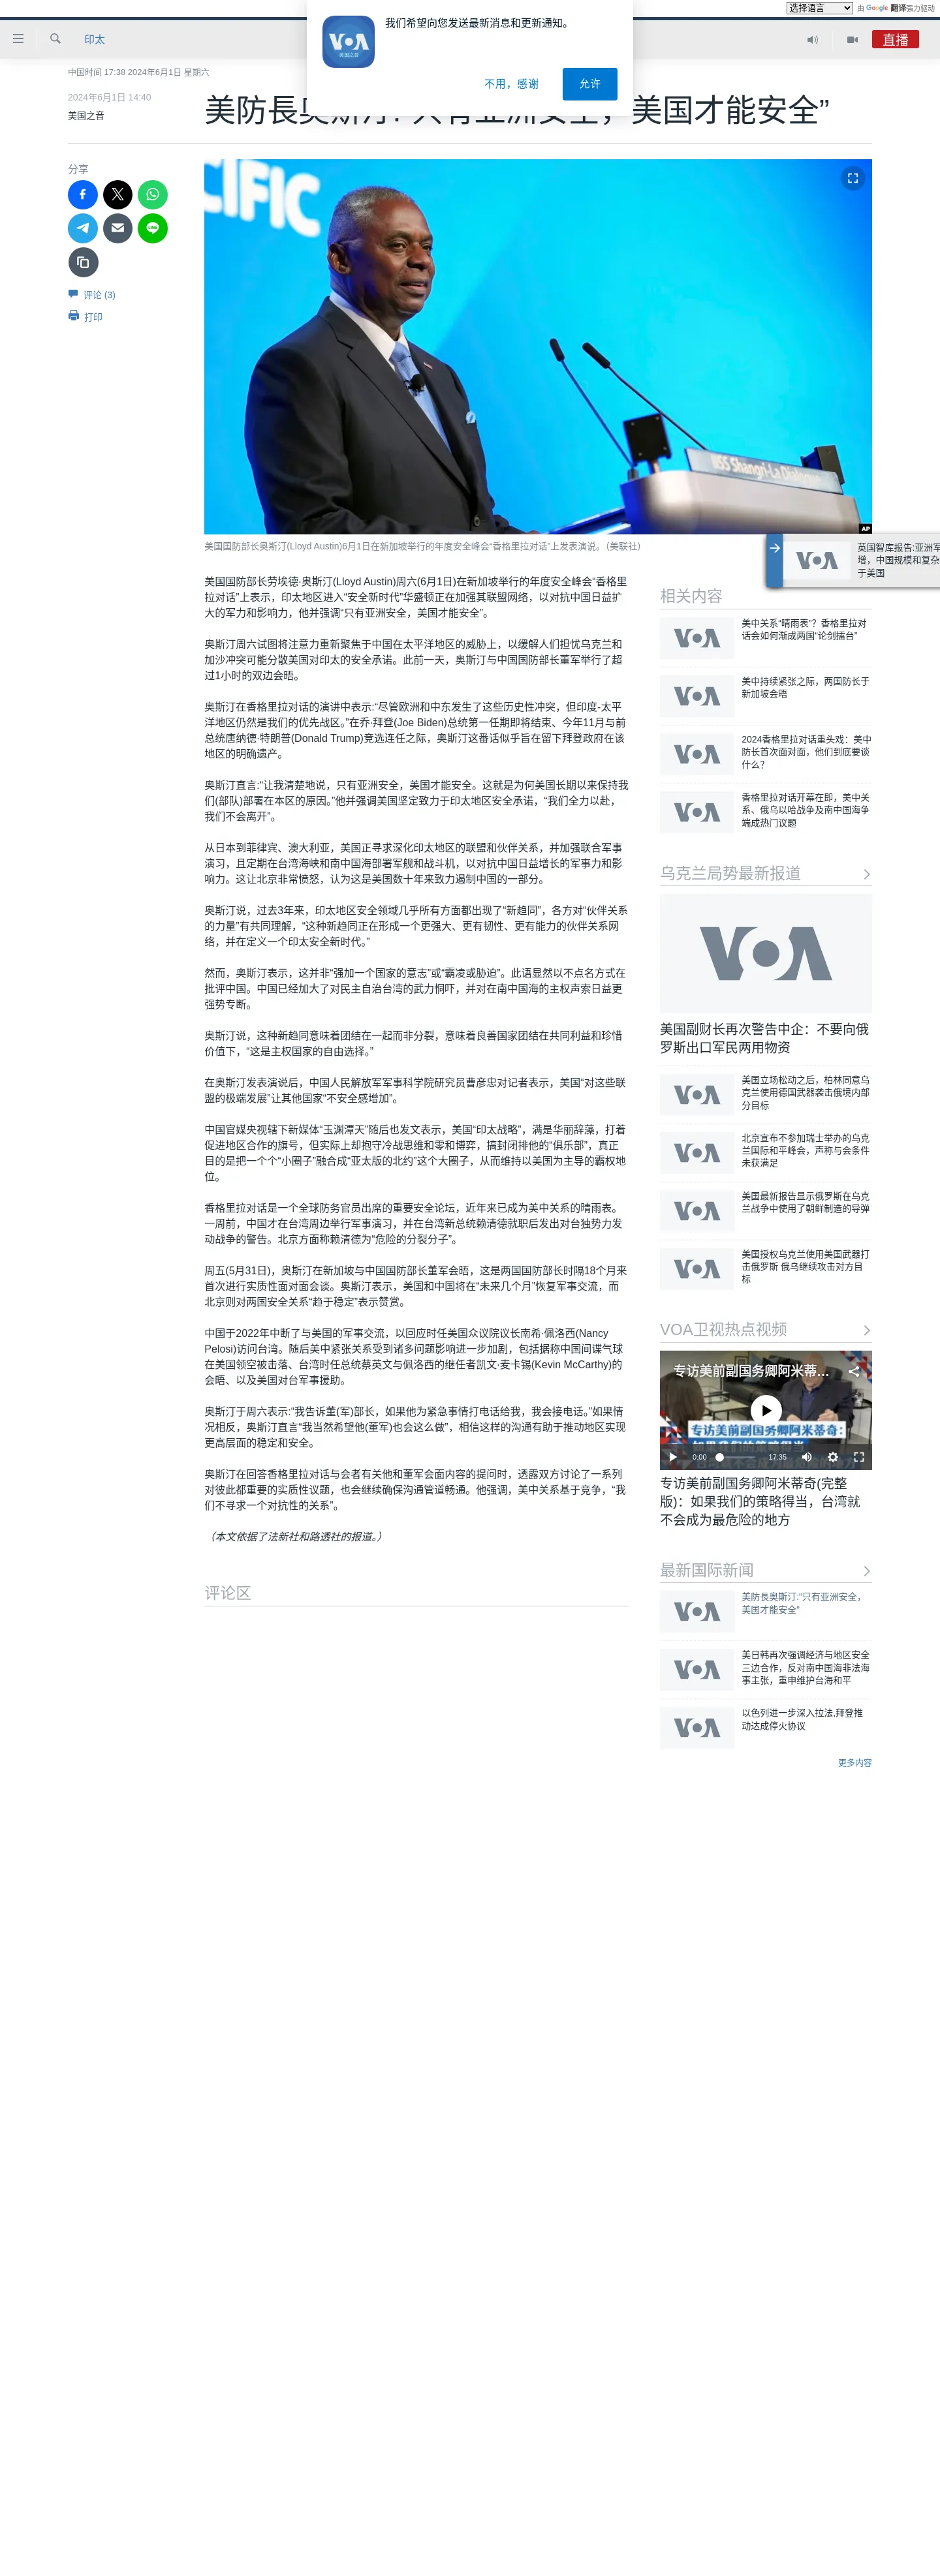 选择语言 由 Google 翻译强力驱动
我们希望向您发送最新消息和更新通知。
VOA
美国之音
不用，感谢
允许
印太
直播
中国时间 17:38 2024年6月1日 星期六
2024年6月1日 14:40
美国之音
美防長奥斯汀:“只有亚洲安全，美国才能安全”
分享
评论 (3)
打印
CIFIC
IISS Shangri-La Dialogue
AP
美国国防部长奥斯汀(Lloyd Austin)6月1日在新加坡举行的年度安全峰会“香格里拉对话”上发表演说。（美联社）
英国智库报告:亚洲军
增，中国规模和复杂
于美国
美国国防部长劳埃德·奥斯汀(Lloyd Austin)周六(6月1日)在新加坡举行的年度安全峰会“香格里
拉对话”上表示，印太地区进入“安全新时代”华盛顿正在加强其联盟网络，以对抗中国日益扩
大的军力和影响力，他并强调“只有亚洲安全，美国才能安全”。
奥斯汀周六试图将注意力重新聚焦于中国在太平洋地区的威胁上，以缓解人们担忧乌克兰和
加沙冲突可能分散美国对印太的安全承诺。此前一天，奥斯汀与中国国防部长董军举行了超
过1小时的双边会晤。
奥斯汀在香格里拉对话的演讲中表示:“尽管欧洲和中东发生了这些历史性冲突，但印度-太平
洋地区仍然是我们的优先战区。”在乔·拜登(Joe Biden)总统第一任期即将结束、今年11月与前
总统唐纳德·特朗普(Donald Trump)竞选连任之际，奥斯汀这番话似乎旨在留下拜登政府在该
地区的明确遗产。
奥斯汀直言:“让我清楚地说，只有亚洲安全，美国才能安全。这就是为何美国长期以来保持我
们(部队)部署在本区的原因。”他并强调美国坚定致力于印太地区安全承诺，“我们全力以赴，
我们不会离开”。
从日本到菲律宾、澳大利亚，美国正寻求深化印太地区的联盟和伙伴关系，并加强联合军事
演习，且定期在台湾海峡和南中国海部署军舰和战斗机，以对抗中国日益增长的军事力和影
响力。这让北京非常愤怒，认为这是美国数十年来致力遏制中国的一部分。
奥斯汀说，过去3年来，印太地区安全领域几乎所有方面都出现了“新趋同”，各方对“伙伴关系
的力量”有共同理解，“这种新趋同正在形成一个更强大、更有韧性、更有能力的伙伴关系网
络，并在定义一个印太安全新时代。”
然而，奥斯汀表示，这并非“强加一个国家的意志”或“霸凌或胁迫”。此语显然以不点名方式在
批评中国。中国已经加大了对民主自治台湾的武力恫吓，并对在南中国海的主权声索日益更
强势专断。
奥斯汀说，这种新趋同意味着团结在一起而非分裂，意味着良善国家团结在共同利益和珍惜
价值下，“这是主权国家的自由选择。”
在奥斯汀发表演说后，中国人民解放军军事科学院研究员曹彦忠对记者表示，美国“对这些联
盟的极端发展”让其他国家“不安全感增加”。
中国官媒央视辖下新媒体“玉渊潭天”随后也发文表示，美国“印太战略”，满是华丽辞藻，打着
促进地区合作的旗号，但实际上却抱守冷战思维和零和博弈，搞封闭排他的“俱乐部”，真正
目的是把一个个“小圈子”融合成“亚太版的北约”这个大圈子，从而维持以美国为主导的霸权地
位。
香格里拉对话是一个全球防务官员出席的重要安全论坛，近年来已成为美中关系的晴雨表。
一周前，中国才在台湾周边举行军事演习，并在台湾新总统赖清德就职后发出对台独势力发
动战争的警告。北京方面称赖清德为“危险的分裂分子”。
周五(5月31日)，奥斯汀在新加坡与中国国防部长董军会晤，这是两国国防部长时隔18个月来
首次进行实质性面对面会谈。奥斯汀表示，美国和中国将在“未来几个月”恢复军事交流，而
北京则对两国安全关系“趋于稳定”表示赞赏。
中国于2022年中断了与美国的军事交流，以回应时任美国众议院议长南希·佩洛西(Nancy
Pelosi)访问台湾。随后美中紧张关系受到诸多问题影响进一步加剧，包括据称中国间谍气球
在美国领空被击落、台湾时任总统蔡英文与佩洛西的继任者凯文·麦卡锡(Kevin McCarthy)的
会晤、以及美国对台军事援助。
奥斯汀于周六表示:“我告诉董(军)部长，如果他为紧急事情打电话给我，我会接电话。”如果情
况相反，奥斯汀直言“我当然希望他(董军)也会这么做”，相信这样的沟通有助于推动地区实现
更高层面的稳定和安全。
奥斯汀在回答香格里拉对话与会者有关他和董军会面内容的提问时，透露双方讨论了一系列
对彼此都重要的实质性议题，也会继续确保沟通管道畅通。他强调，美中关系基于竞争，“我
们不寻求一个对抗性的关系”。
（本文依据了法新社和路透社的报道。）
评论区
相关内容
美中关系“晴雨表”？香格里拉对
话会如何渐成两国“论剑擂台”
美中持续紧张之际，两国防长于
新加坡会晤
2024香格里拉对话重头戏：美中
防长首次面对面，他们到底要谈
什么？
香格里拉对话开幕在即，美中关
系、俄乌以哈战争及南中国海争
端成热门议题
乌克兰局势最新报道
VOA
美国副财长再次警告中企：不要向俄
罗斯出口军民两用物资
美国立场松动之后，柏林同意乌
克兰使用德国武器袭击俄境内部
分目标
北京宣布不参加瑞士举办的乌克
兰国际和平峰会，声称与会条件
未获满足
美国最新报告显示俄罗斯在乌克
兰战争中使用了朝鲜制造的导弹
美国授权乌克兰使用美国武器打
击俄罗斯 俄乌继续攻击对方目
标
VOA卫视热点视频
专访美前副国务卿阿米蒂…
专访美前副国务卿阿米蒂奇：
0:00 17:35
专访美前副国务卿阿米蒂奇(完整
版)：如果我们的策略得当，台湾就
不会成为最危险的地方
最新国际新闻
美防長奥斯汀:“只有亚洲安全，
美国才能安全”
美日韩再次强调经济与地区安全
三边合作，反对南中国海非法海
事主张，重申维护台海和平
以色列进一步深入拉法,拜登推
动达成停火协议
更多内容